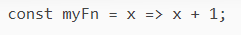 const myFn = x => x + 1;